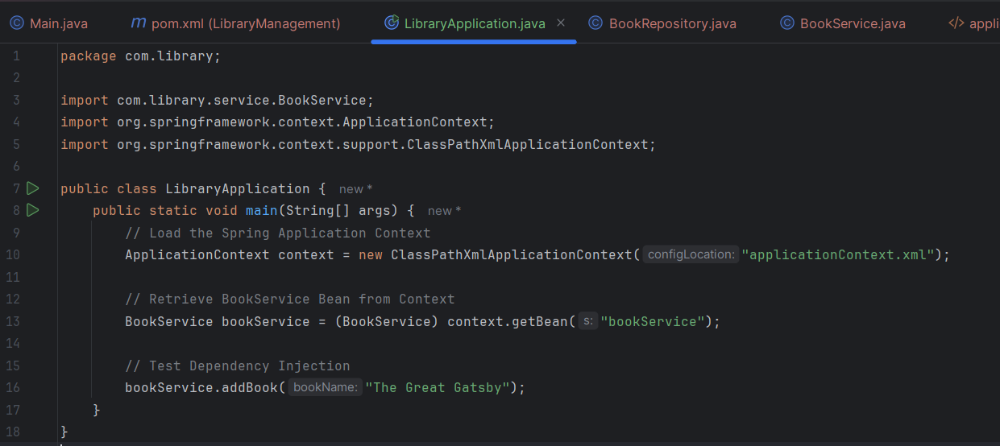 Main.java pom.xml (LibraryManagement) LibraryApplication.java BookRepository.java BookService.java </> appli
1 package com.library;
2
3 import com.library.service.BookService;
4 import org.springframework.context.ApplicationContext;
5 import org.springframework.context.support.ClassPathXmlApplicationContext;
6
7 public class LibraryApplication { new *
8 public static void main(String[] args) { new *
9 // Load the Spring Application Context
10 ApplicationContext context = new ClassPathXmlApplicationContext( configLocation: "applicationContext.xml");
11
12 // Retrieve BookService Bean from Context
13 BookService bookService = (BookService) context.getBean( s: "bookService");
14
15 // Test Dependency Injection
16 bookService.addBook( bookName: "The Great Gatsby");
17 }
18 }